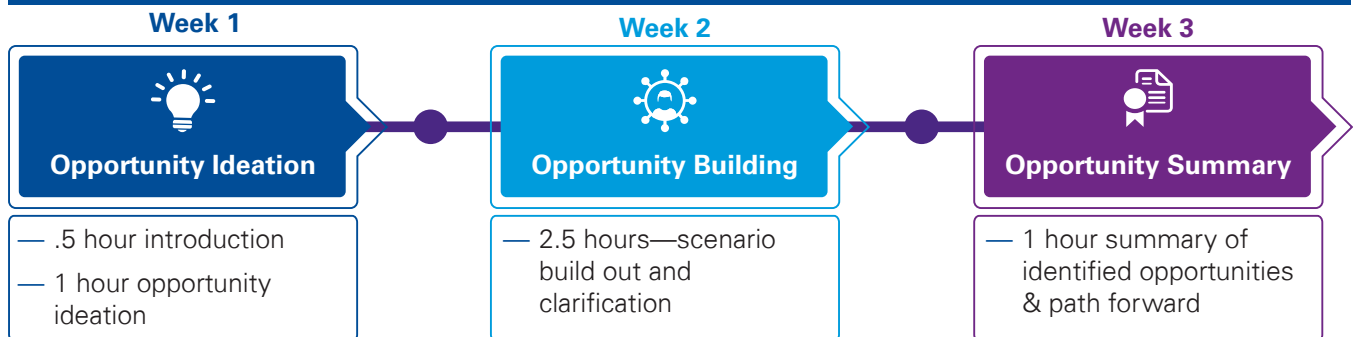 Week 1
Opportunity Ideation
— .5 hour introduction
— 1 hour opportunity
ideation
Week 2
Opportunity Building
— 2.5 hours—scenario
build out and
clarification
Week 3
Opportunity Summary
— 1 hour summary of
identified opportunities
& path forward